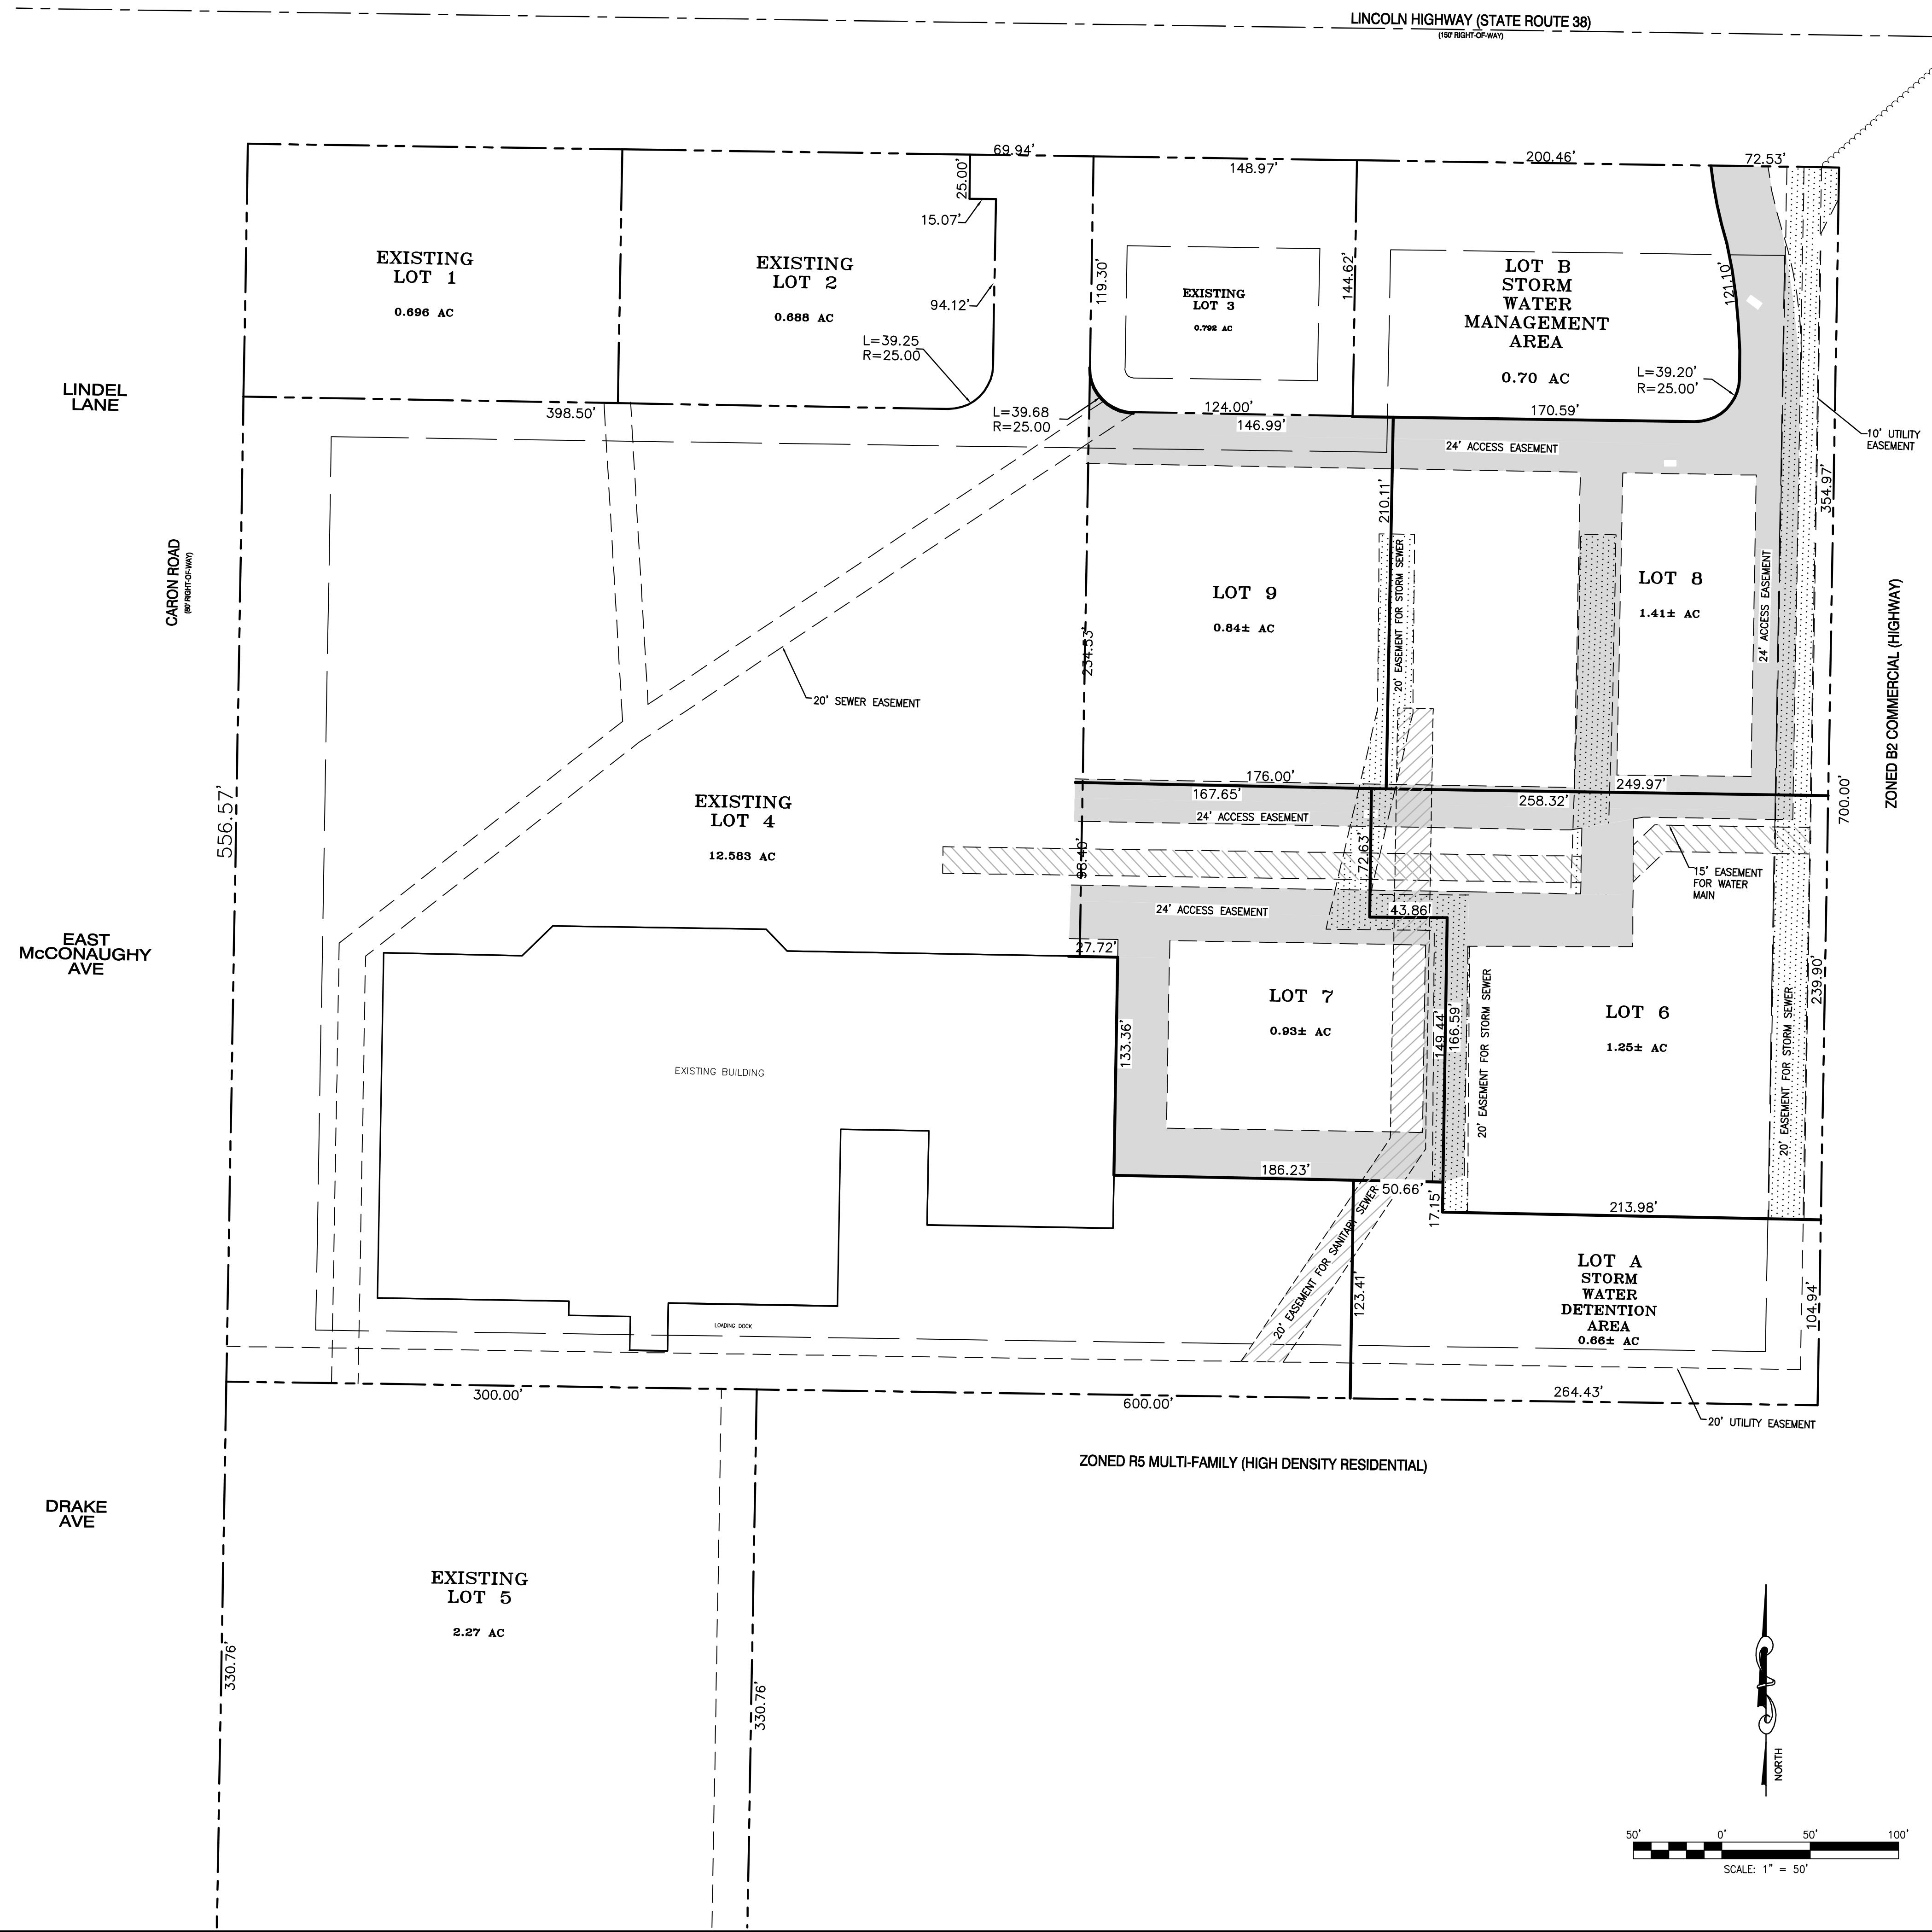 LINCOLN HIGHWAY (STATE ROUTE 38)
(150' RIGHT-OF-WAY)
69.94'
148.97'
200.46'
72.53'
25.00'
15.07'
94.12'
L=39.25
R=25.00
EXISTING
LOT 1
0.696 AC
EXISTING
LOT 2
0.688 AC
119.30'
EXISTING
LOT 3
0.792 AC
144.62'
LOT B
STORM
WATER
MANAGEMENT
AREA
0.70 AC
121.10'
L=39.20'
R=25.00'
LINDEL
LANE
398.50'
L=39.68
R=25.00
124.00'
146.99'
170.59'
24' ACCESS EASEMENT
10' UTILITY
EASEMENT
354.97'
CARON ROAD
(80' RIGHT-OF-WAY)
210.11'
20' EASEMENT FOR STORM SEWER
LOT 9
0.84± AC
LOT 8
1.41± AC
24' ACCESS EASEMENT
234.53'
20' SEWER EASEMENT
ZONED B2 COMMERCIAL (HIGHWAY)
556.57'
EXISTING
LOT 4
12.583 AC
176.00'
167.65'
249.97'
258.32'
700.00'
24' ACCESS EASEMENT
98.40'
72.63'
15' EASEMENT
FOR WATER
MAIN
24' ACCESS EASEMENT
43.86'
27.72'
EAST
McCONAUGHY
AVE
239.90'
LOT 7
0.93± AC
LOT 6
1.25± AC
133.36'
149.44'
166.59'
20' EASEMENT FOR STORM SEWER
20' EASEMENT FOR STORM SEWER
EXISTING BUILDING
186.23'
50.66'
17.15'
213.98'
20' EASEMENT FOR SANITARY SEWER
123.41'
LOT A
STORM
WATER
DETENTION
AREA
0.66± AC
104.94'
LOADING DOCK
300.00'
600.00'
264.43'
20' UTILITY EASEMENT
ZONED R5 MULTI-FAMILY (HIGH DENSITY RESIDENTIAL)
DRAKE
AVE
EXISTING
LOT 5
2.27 AC
330.76'
330.76'
NORTH
50' 0' 50' 100'
SCALE: 1" = 50'